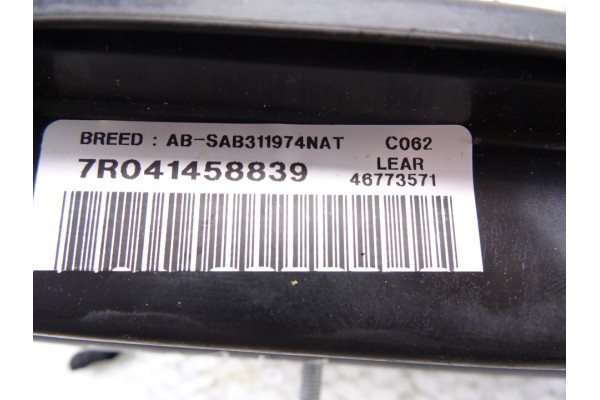 BREED : AB-SAB311974NAT C062
7R041458839 LEAR
46773571